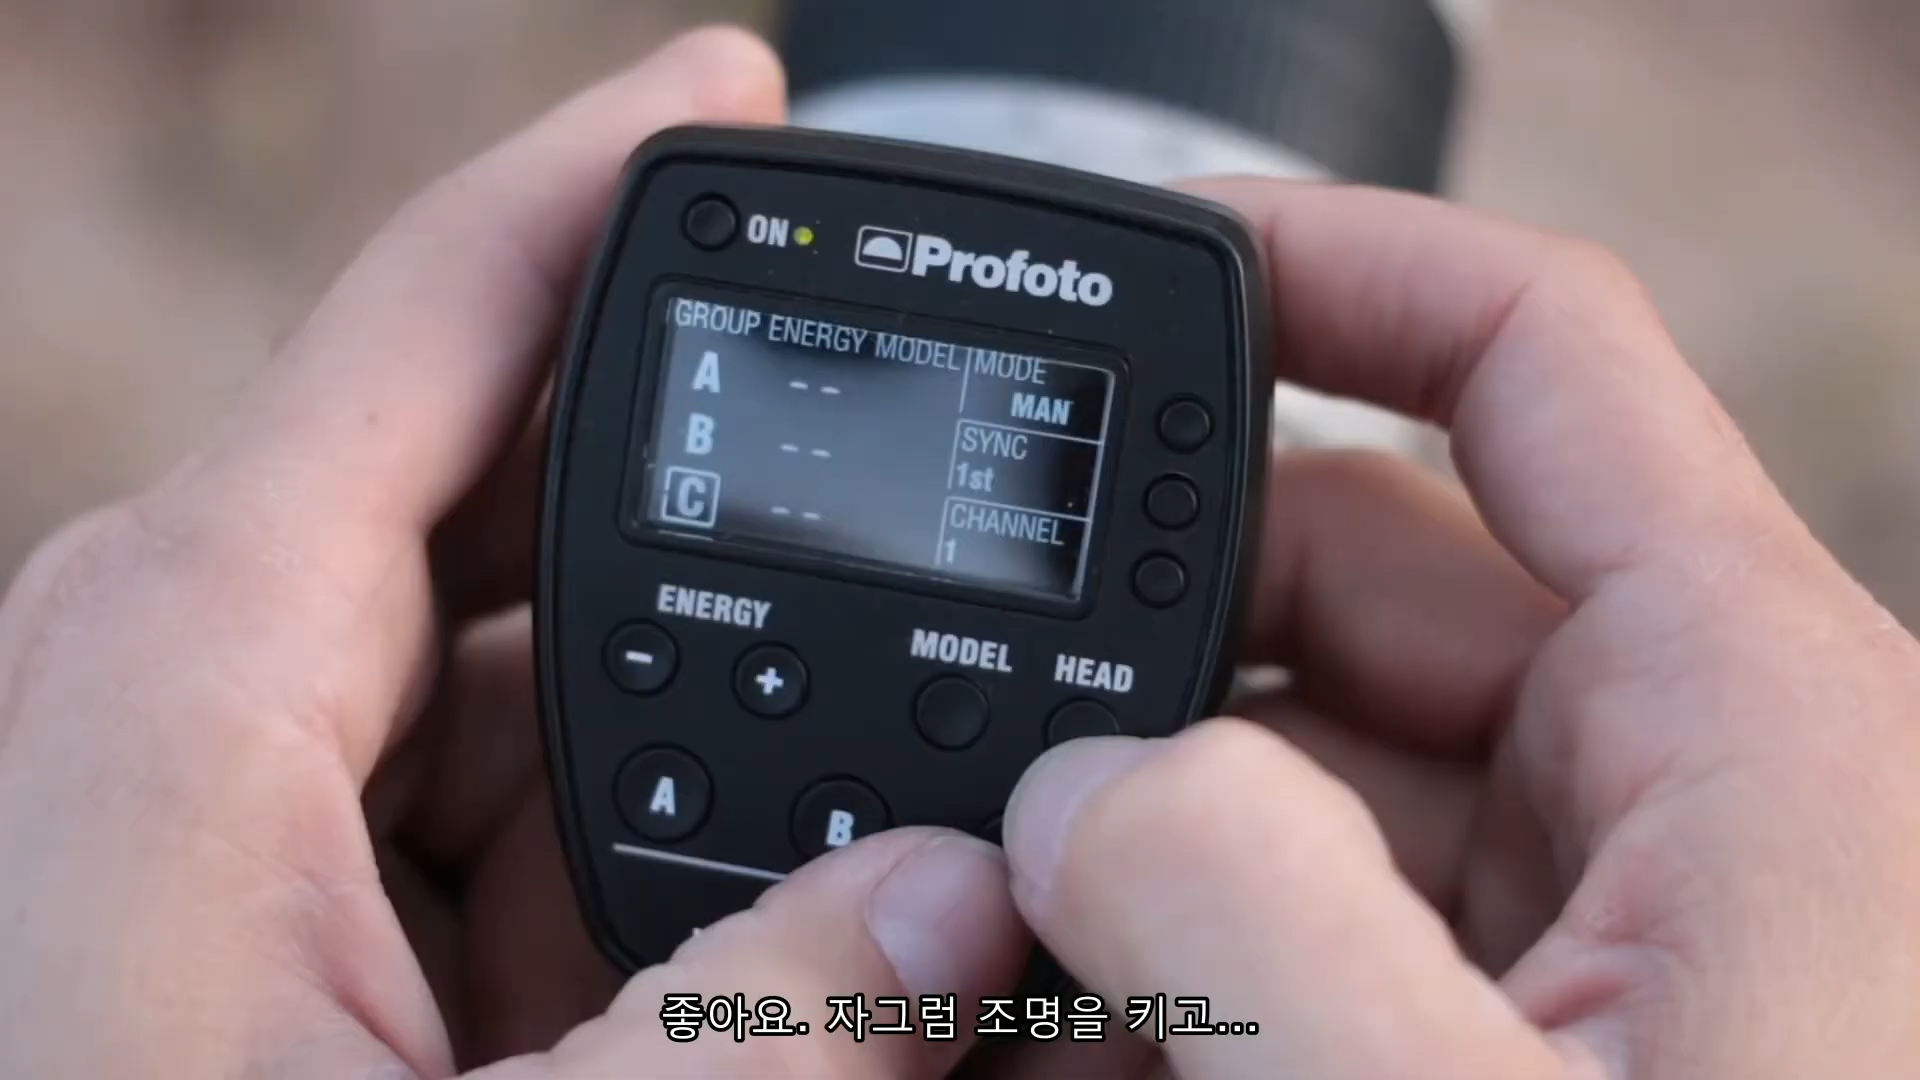 ON
Profoto
GROUP ENERGY MODEL
MODE
A --
MAN
B --
SYNC
1st
C --
CHANNEL
1
ENERGY
MODEL
HEAD
- +
A
B
좋아요. 자그럼 조명을 키고...